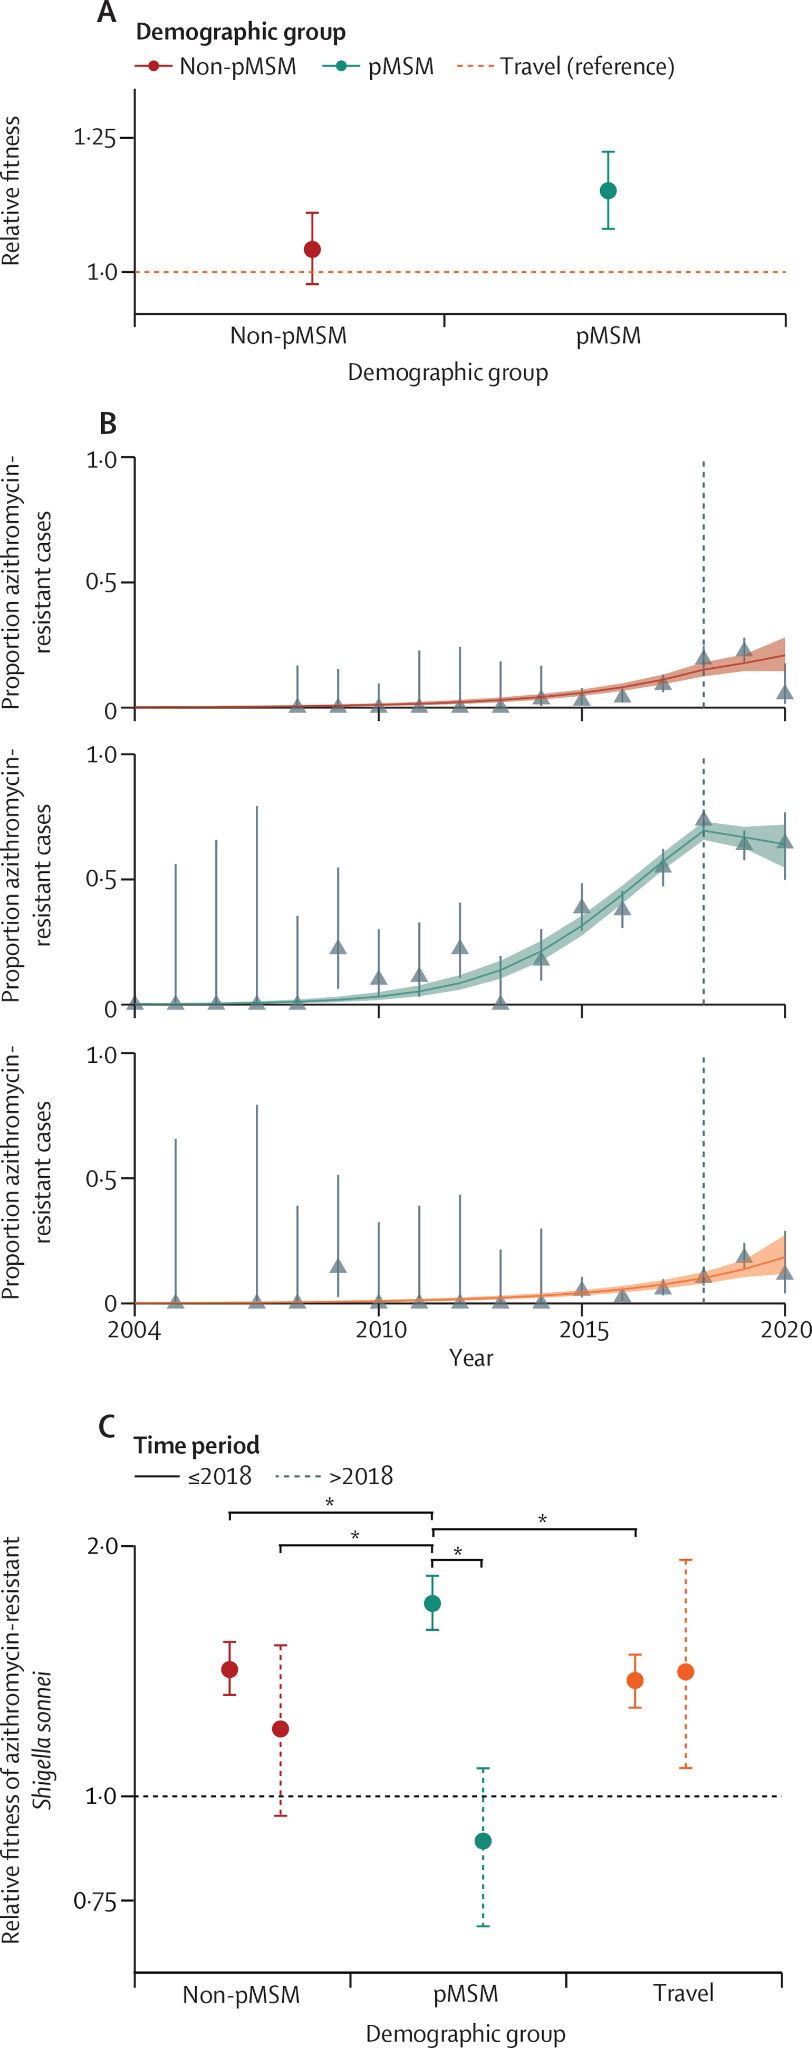 A
Demographic group
Non-pMSM
pMSM
Travel (reference)
Relative fitness
1·25
1·0
Non-pMSM
pMSM
Demographic group
B
Proportion azithromycin-
resistant cases
1·0
0·5
0
Proportion azithromycin-
resistant cases
1·0
0·5
0
Proportion azithromycin-
resistant cases
1·0
0·5
0
2004
2010
2015
2020
Year
C
Time period
≤2018
>2018
*
*
*
*
Relative fitness of azithromycin-resistant
Shigella sonnei
2·0
1·0
0·75
Non-pMSM
pMSM
Travel
Demographic group